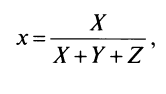 x = X / (X + Y + Z) ,